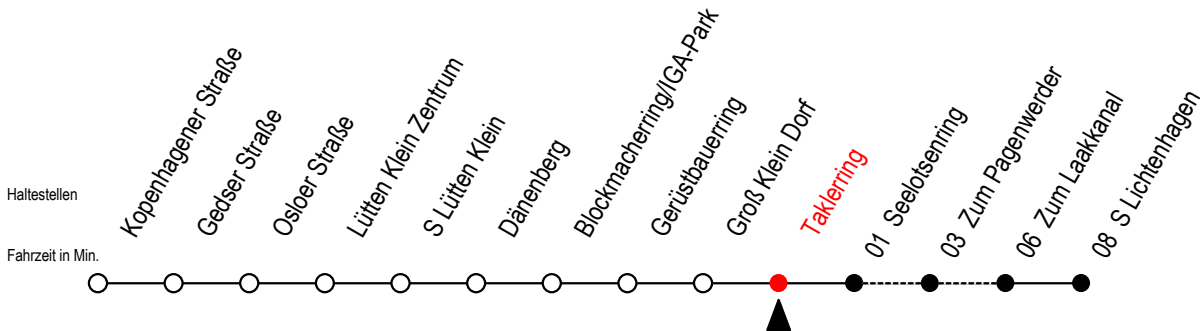 Haltestellen
Fahrzeit in Min.
Kopenhagener Straße
Gedser Straße
Osloer Straße
Lütten Klein Zentrum
S Lütten Klein
Dänenberg
Blockmacherring/IGA-Park
Gerüstbauerring
Groß Klein Dorf
Taklerring
01 Seelotsenring
03 Zum Pagenwerder
06 Zum Laakkanal
08 S Lichtenhagen